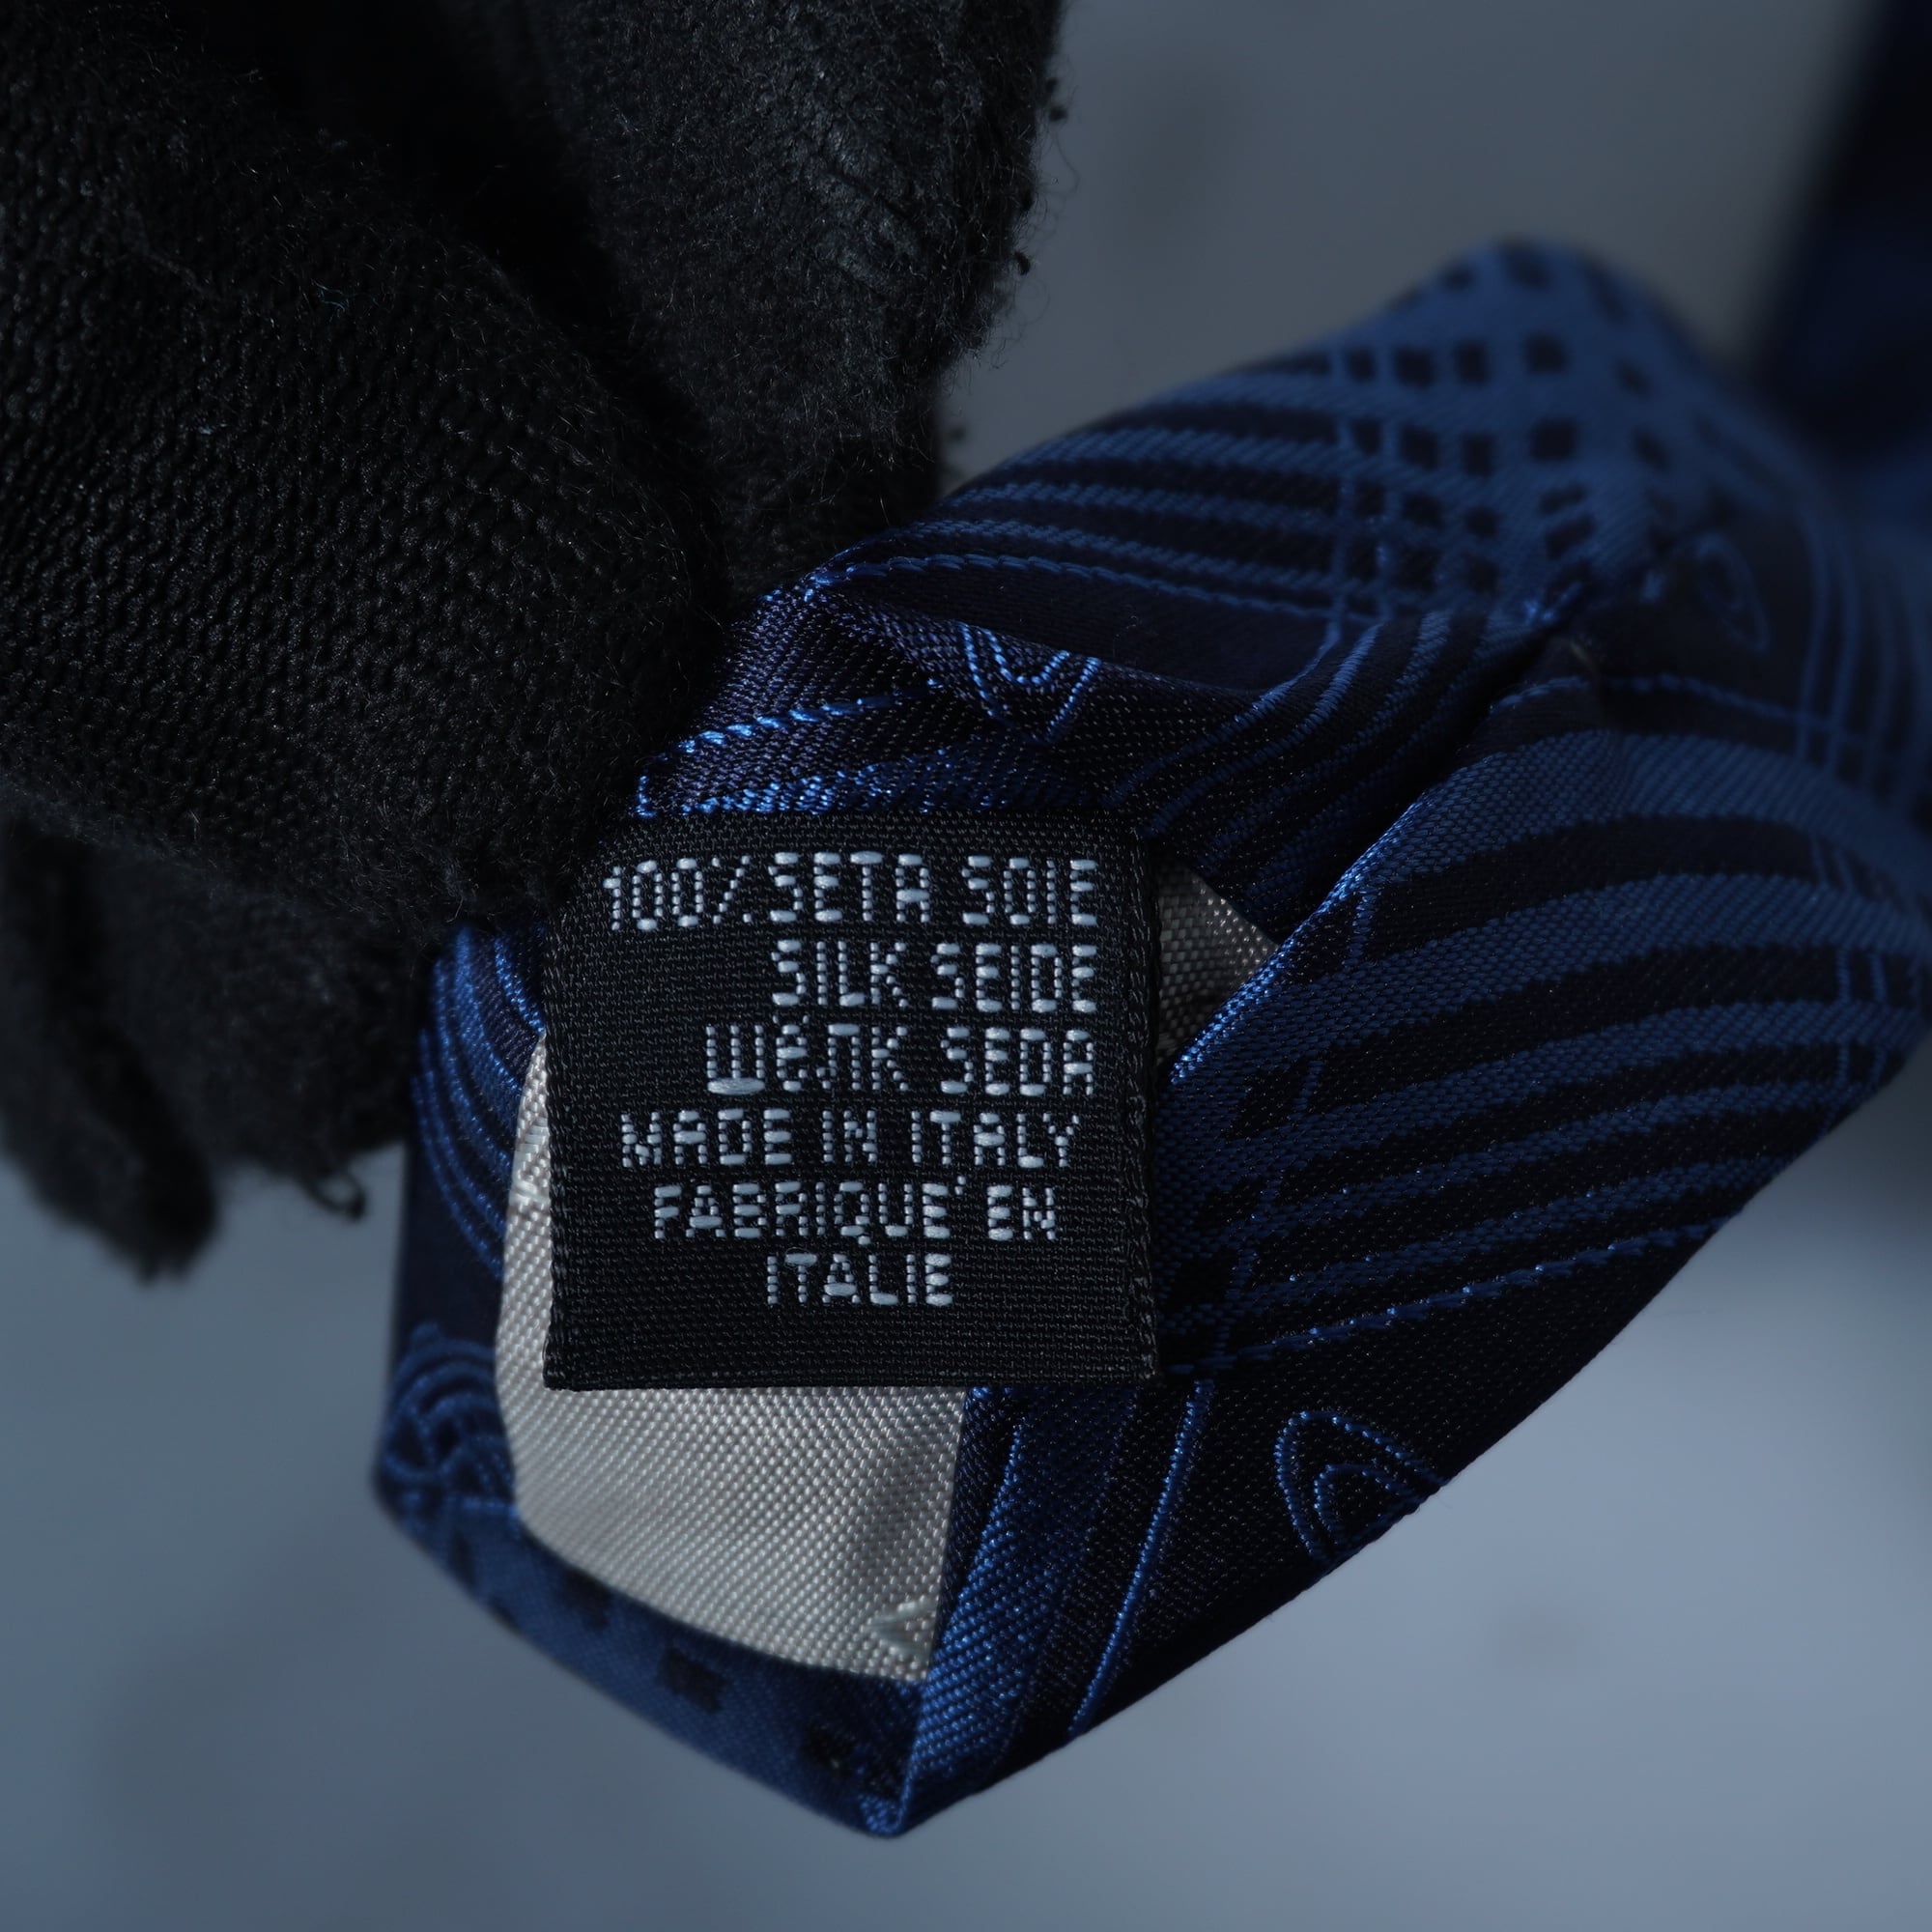 100% SETA SOIE
SILK SEIDE
шёлк SEDA
MADE IN ITALY
FABRIQUE' EN
ITALIE